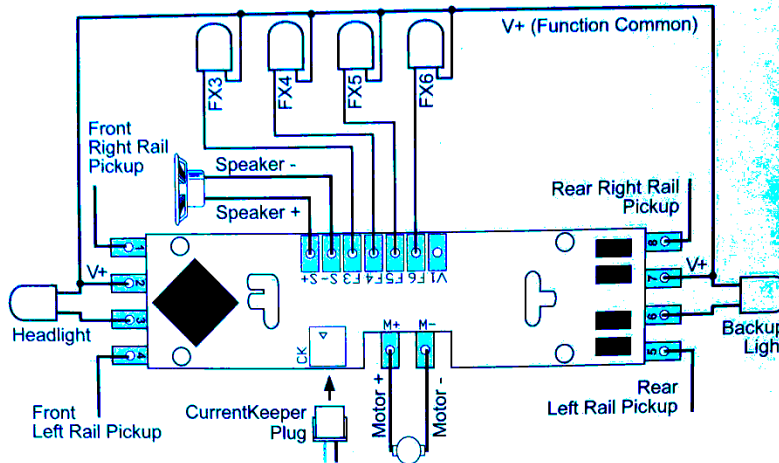 V+ (Function Common)
FX3
FX4
FX5
FX6
Front
Right Rail
Pickup
Speaker -
Speaker +
Rear Right Rail
Pickup
1
V+
2
3
4
Headlight
S+
S-
F3
F4
F5
F6
V1
8
V+
7
6
5
Backup
Light
CK
M+
M-
Front
Left Rail Pickup
CurrentKeeper
Plug
Motor +
Motor -
Rear
Left Rail Pickup